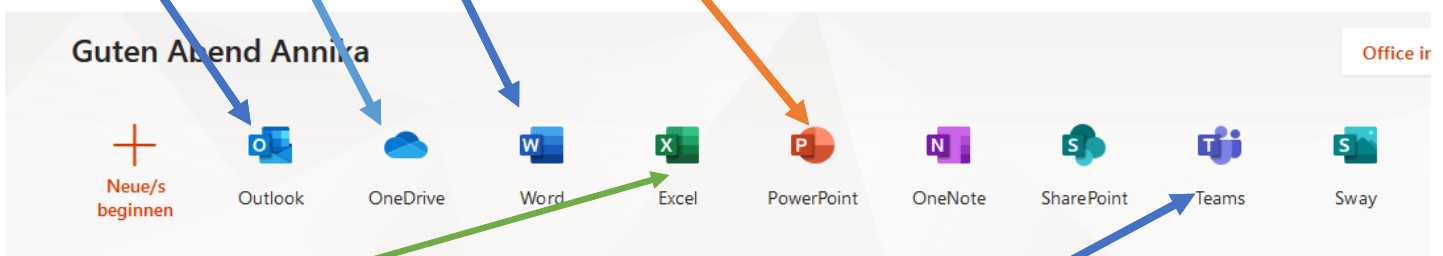 Guten Abend Annika
Office in
O
W
X
P
N
S
T
S
Neue/s
beginnen
Outlook
OneDrive
Word
Excel
PowerPoint
OneNote
SharePoint
Teams
Sway